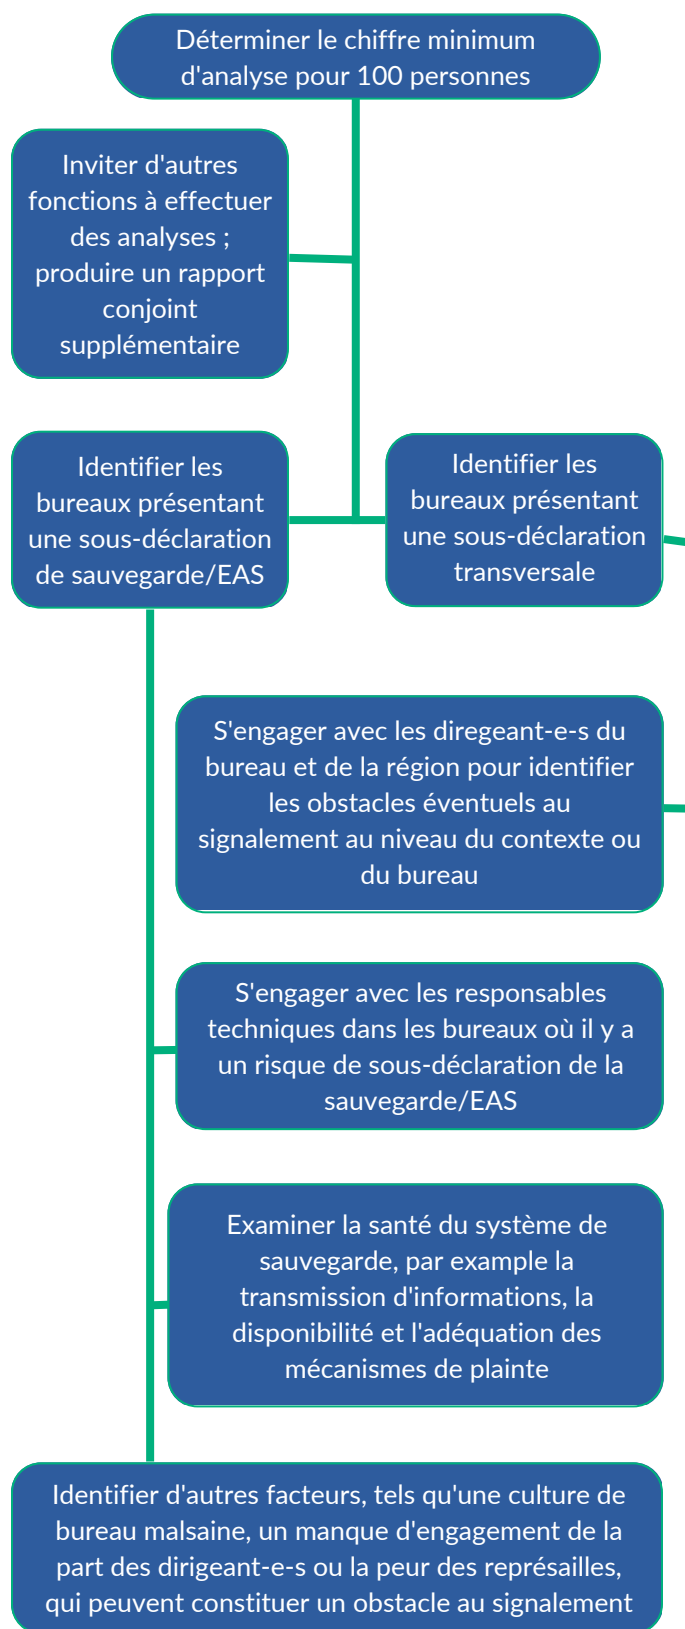 Déterminer le chiffre minimum
d'analyse pour 100 personnes
Inviter d'autres
fonctions à effectuer
des analyses ;
produire un rapport
conjoint
supplémentaire
Identifier les
bureaux présentant
une sous-déclaration
de sauvegarde/EAS
Identifier les
bureaux présentant
une sous-déclaration
transversale
S'engager avec les diregeant-e-s du
bureau et de la région pour identifier
les obstacles éventuels au
signalement au niveau du contexte ou
du bureau
S'engager avec les responsables
techniques dans les bureaux où il y a
un risque de sous-déclaration de la
sauvegarde/EAS
Examiner la santé du système de
sauvegarde, par example la
transmission d'informations, la
disponibilité et l'adéquation des
mécanismes de plainte
Identifier d'autres facteurs, tels qu'une culture de
bureau malsaine, un manque d'engagement de la
part des dirigeant-e-s ou la peur des représailles,
qui peuvent constituer un obstacle au signalement